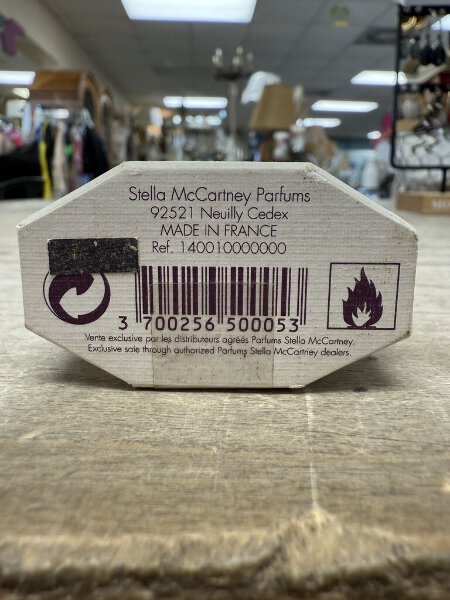 Stella McCartney Parfums
92521 Neuilly Cedex
MADE IN FRANCE
Ref. 140010000000
3 700256 500053
Vente exclusive par les distributeurs agréés Parfums Stella McCartney.
Exclusive sale through authorized Parfums Stella McCartney dealers.